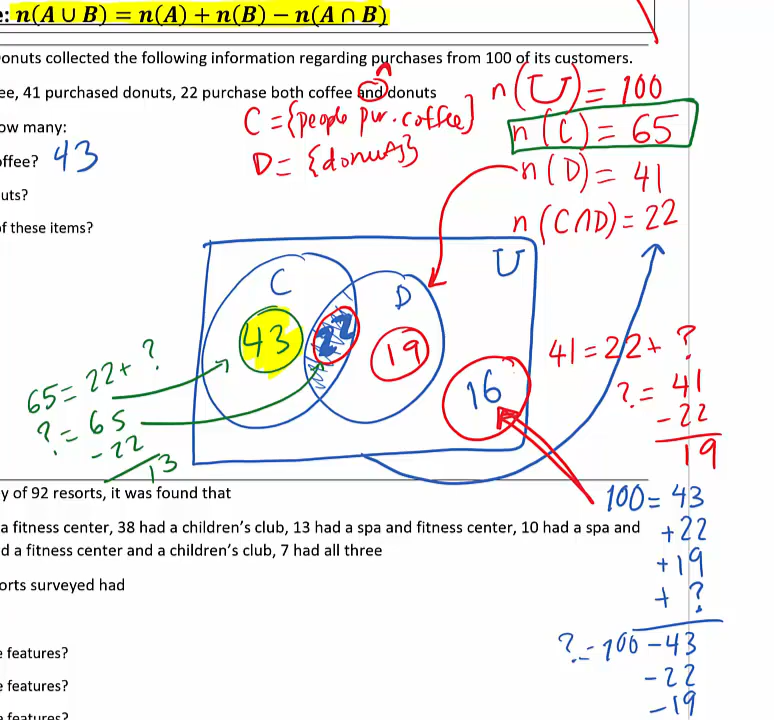 e: n(A ∪ B) = n(A) + n(B) − n(A ∩ B)
onuts collected the following information regarding purchases from 100 of its customers.
ee, 41 purchased donuts, 22 purchase both coffee and donuts
∩
n(U) = 100
C = {people pur. coffee}
n(C) = 65
ow many:
offee? 43
D = {donuts}
n(D) = 41
uts?
n(C∩D) = 22
of these items?
U
C
D
43
22
19
16
65 = 22 + ?
? = 65
- 22
13
41 = 22 + ?
? = 41
- 22
19
y of 92 resorts, it was found that
100 = 43
+ 22
+ 19
+ ?
a fitness center, 38 had a children's club, 13 had a spa and fitness center, 10 had a spa and
d a fitness center and a children's club, 7 had all three
orts surveyed had
? = 100 - 43
- 22
- 19
e features?
e features?
e features?